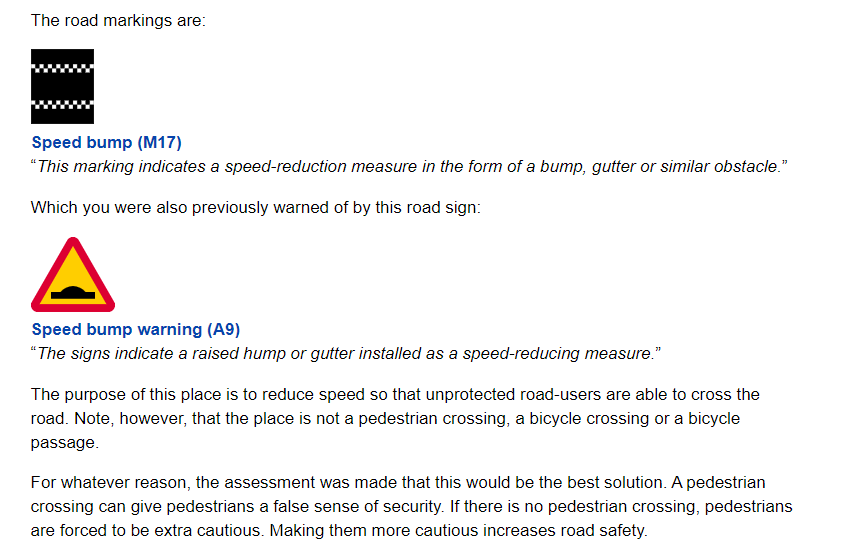 The road markings are:
Speed bump (M17)
“This marking indicates a speed-reduction measure in the form of a bump, gutter or similar obstacle.”
Which you were also previously warned of by this road sign:
Speed bump warning (A9)
“The signs indicate a raised hump or gutter installed as a speed-reducing measure.”
The purpose of this place is to reduce speed so that unprotected road-users are able to cross the
road. Note, however, that the place is not a pedestrian crossing, a bicycle crossing or a bicycle
passage.
For whatever reason, the assessment was made that this would be the best solution. A pedestrian
crossing can give pedestrians a false sense of security. If there is no pedestrian crossing, pedestrians
are forced to be extra cautious. Making them more cautious increases road safety.